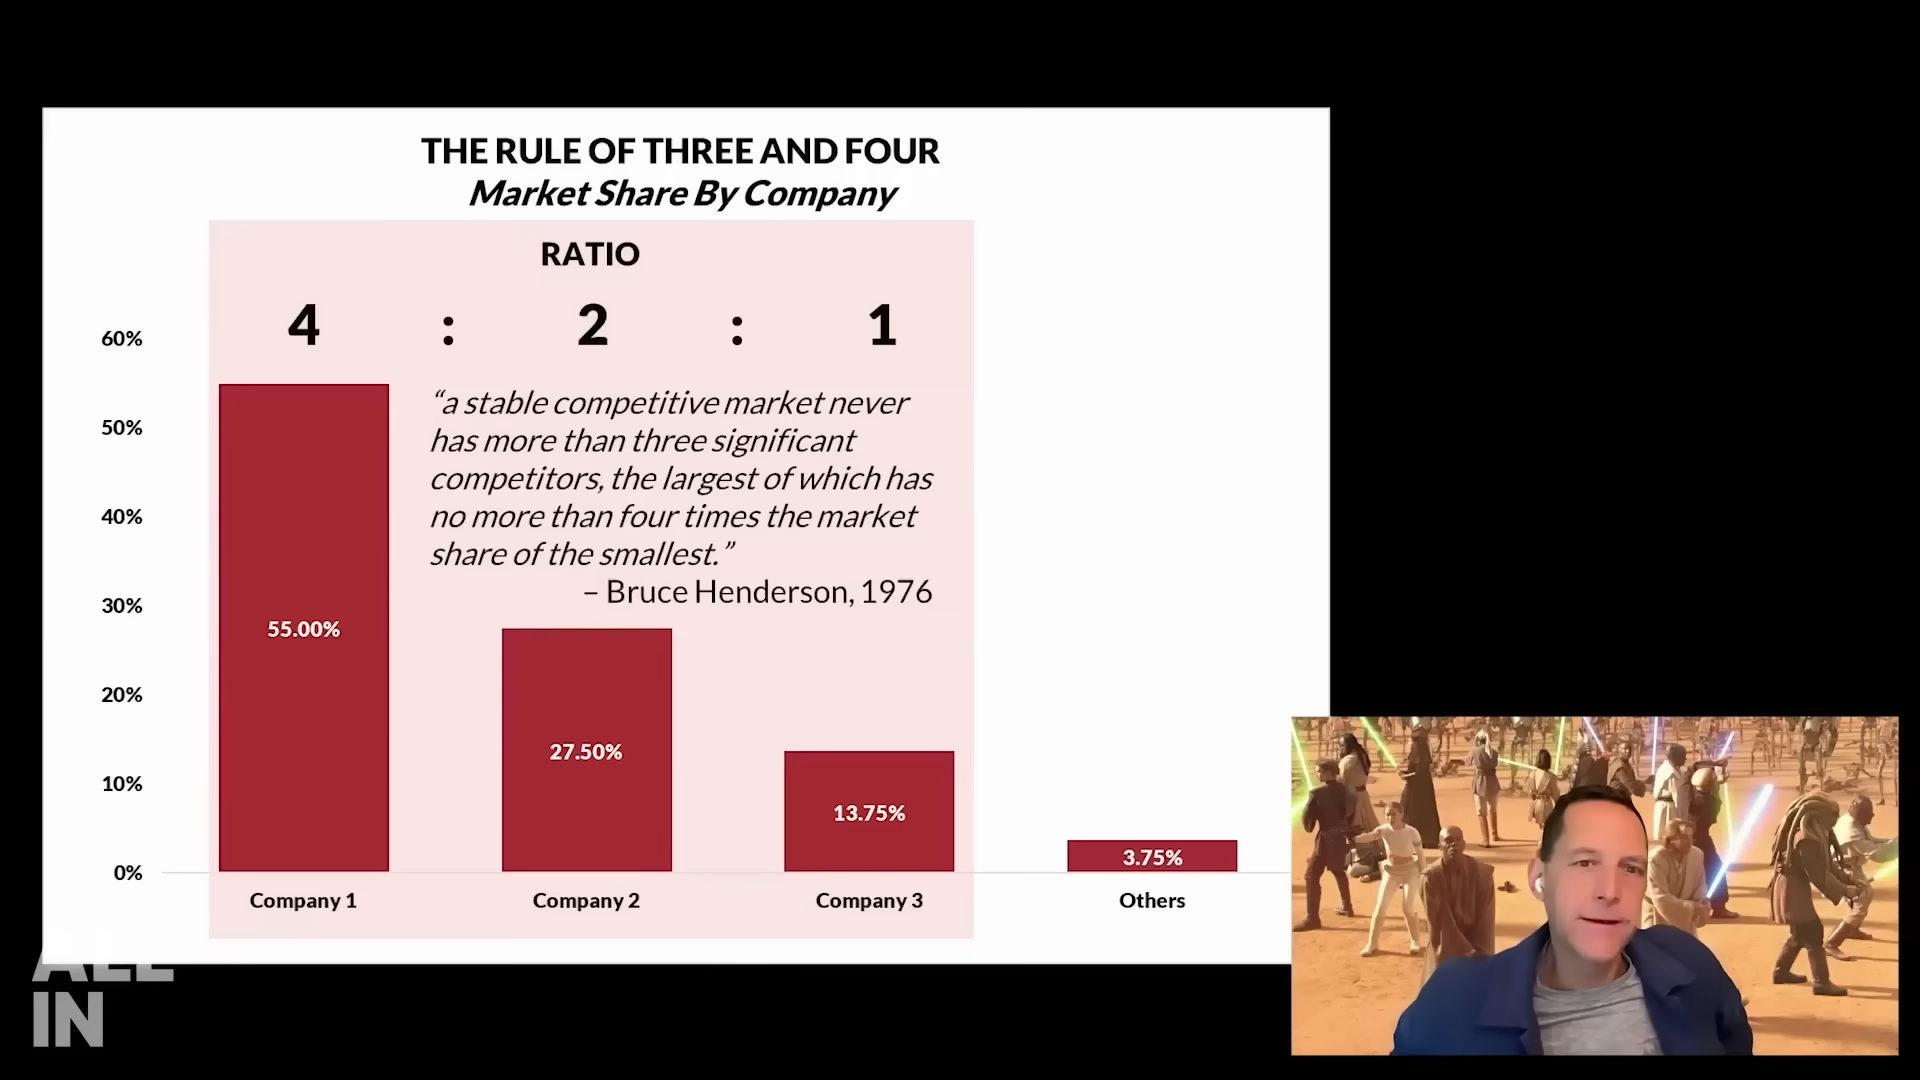 THE RULE OF THREE AND FOUR
Market Share By Company
RATIO
4 : 2 : 1
60%
50%
40%
30%
20%
10%
0%
“a stable competitive market never
has more than three significant
competitors, the largest of which has
no more than four times the market
share of the smallest.”
– Bruce Henderson, 1976
55.00%
27.50%
13.75%
3.75%
Company 1
Company 2
Company 3
Others
ALL
IN